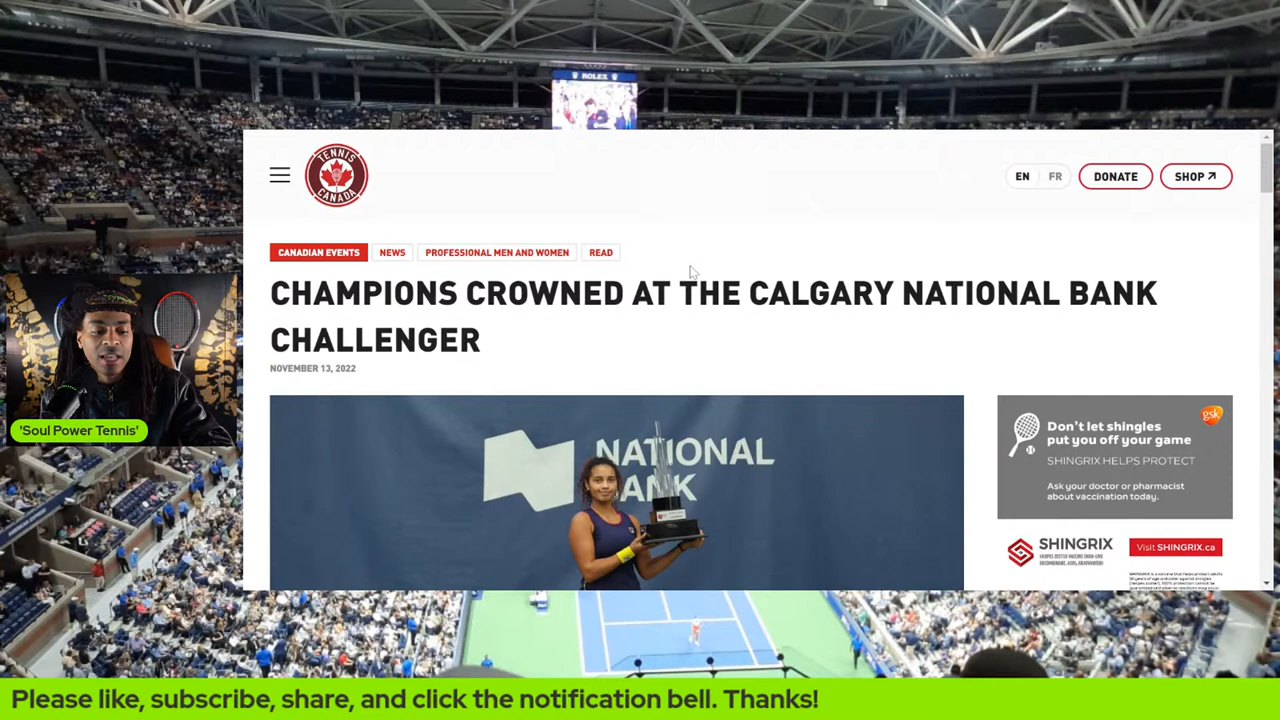 ROLEX
TENNIS
CANADA
EN
FR
DONATE
SHOP
CANADIAN EVENTS
NEWS
PROFESSIONAL MEN AND WOMEN
READ
CHAMPIONS CROWNED AT THE CALGARY NATIONAL BANK
CHALLENGER
NOVEMBER 13, 2022
NATIONAL
BANK
gsk
Don't let shingles
put you off your game
SHINGRIX HELPS PROTECT
Ask your doctor or pharmacist
about vaccination today.
SHINGRIX
Visit SHINGRIX.ca
'Soul Power Tennis'
Please like, subscribe, share, and click the notification bell. Thanks!